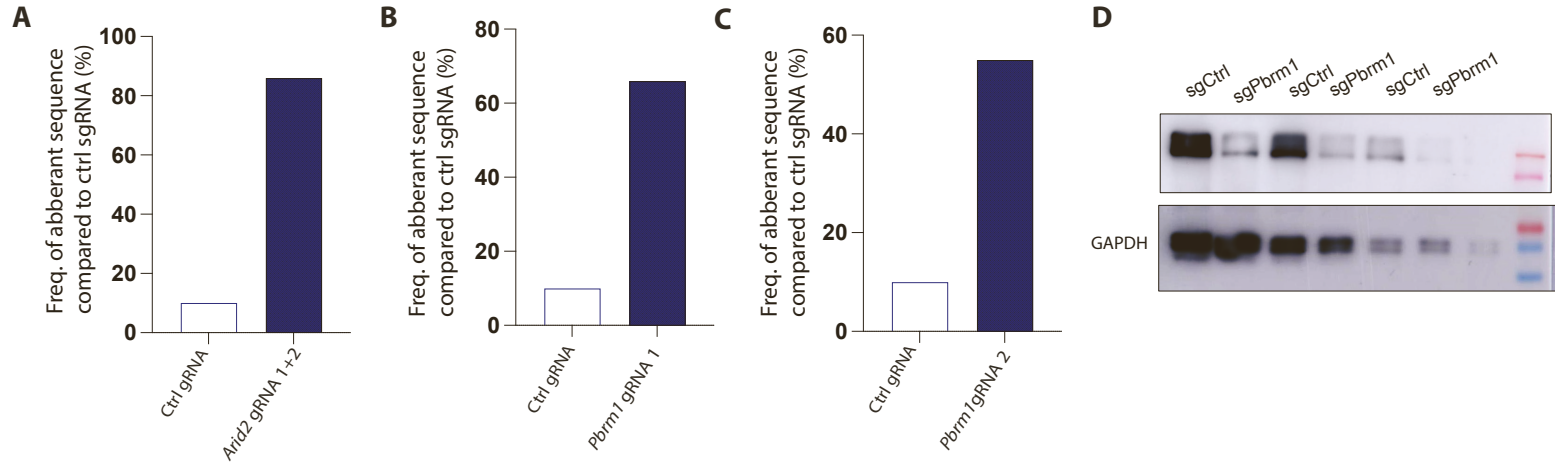 A
Freq. of abberant sequence
compared to ctrl sgRNA (%)
100
80
60
40
20
0
Ctrl gRNA
Arid2 gRNA 1+2
B
Freq. of abberant sequence
compared to ctrl sgRNA (%)
80
60
40
20
0
Ctrl gRNA
Pbrm1 gRNA 1
C
Freq. of abberant sequence
compared to ctrl sgRNA (%)
60
40
20
0
Ctrl gRNA
Pbrm1gRNA 2
D
sgCtrl sgPbrm1 sgCtrl sgPbrm1 sgCtrl sgPbrm1
GAPDH